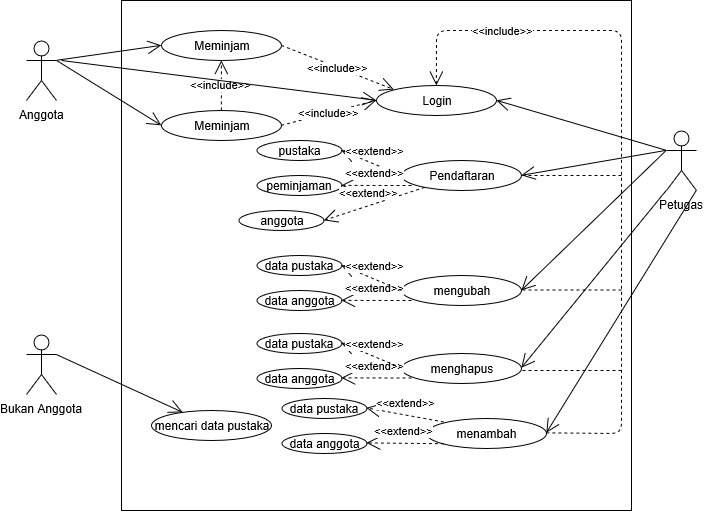 Meminjam
<<include>>
Anggota
<<include>>
<<include>>
Login
<<include>>
Meminjam
pustaka
<<extend>>
peminjaman
<<extend>>
Pendaftaran
<<extend>>
anggota
Petugas
data pustaka
<<extend>>
data anggota
<<extend>>
mengubah
data pustaka
<<extend>>
data anggota
<<extend>>
menghapus
Bukan Anggota
mencari data pustaka
data pustaka
<<extend>>
data anggota
<<extend>>
menambah